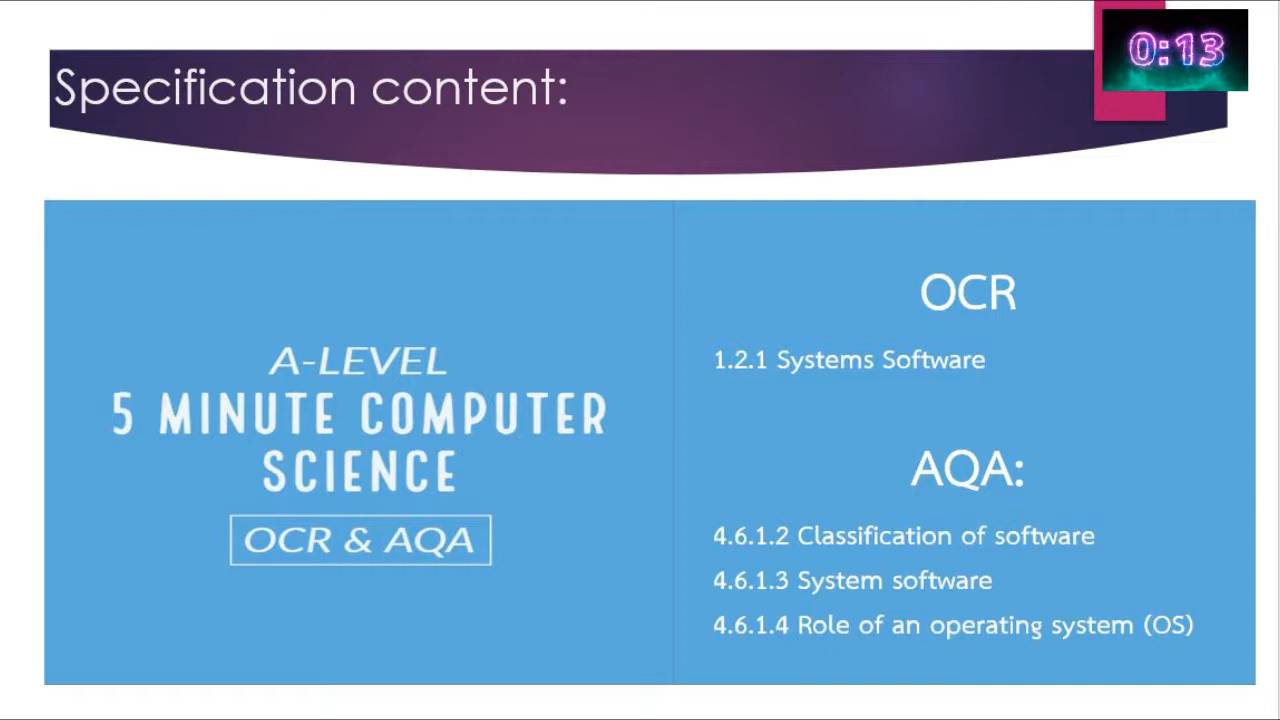 Specification content:
0:13
A-LEVEL
5 MINUTE COMPUTER
SCIENCE
OCR & AQA
OCR
1.2.1 Systems Software
AQA:
4.6.1.2 Classification of software
4.6.1.3 System software
4.6.1.4 Role of an operating system (OS)